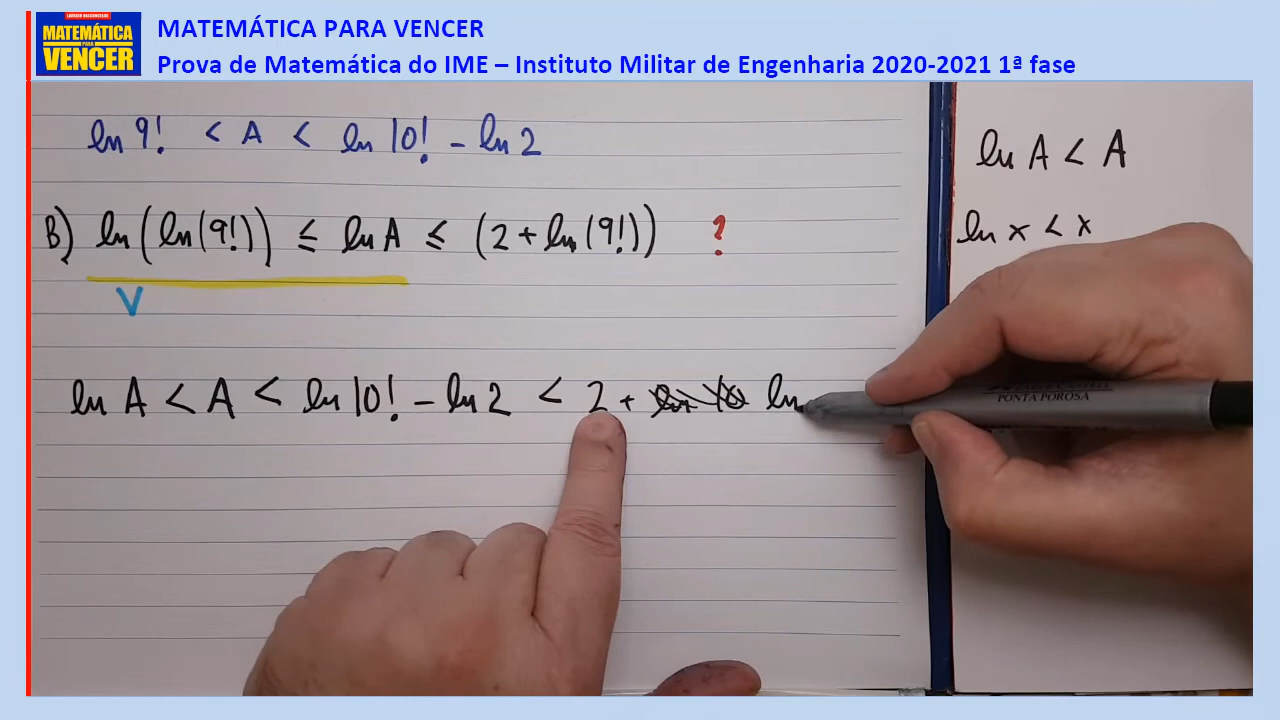 LAÉRCIO VASCONCELOS
MATEMÁTICA
PARA
VENCER
MATEMÁTICA PARA VENCER
Prova de Matemática do IME – Instituto Militar de Engenharia 2020-2021 1ª fase
ln 9! < A < ln 10! - ln 2
ln A < A
B) ln(ln(9!)) ≤ ln A ≤ (2 + ln(9!)) ?
ln x < x
V
ln A < A < ln 10! - ln 2 < 2 + ln
PONTA POROSA